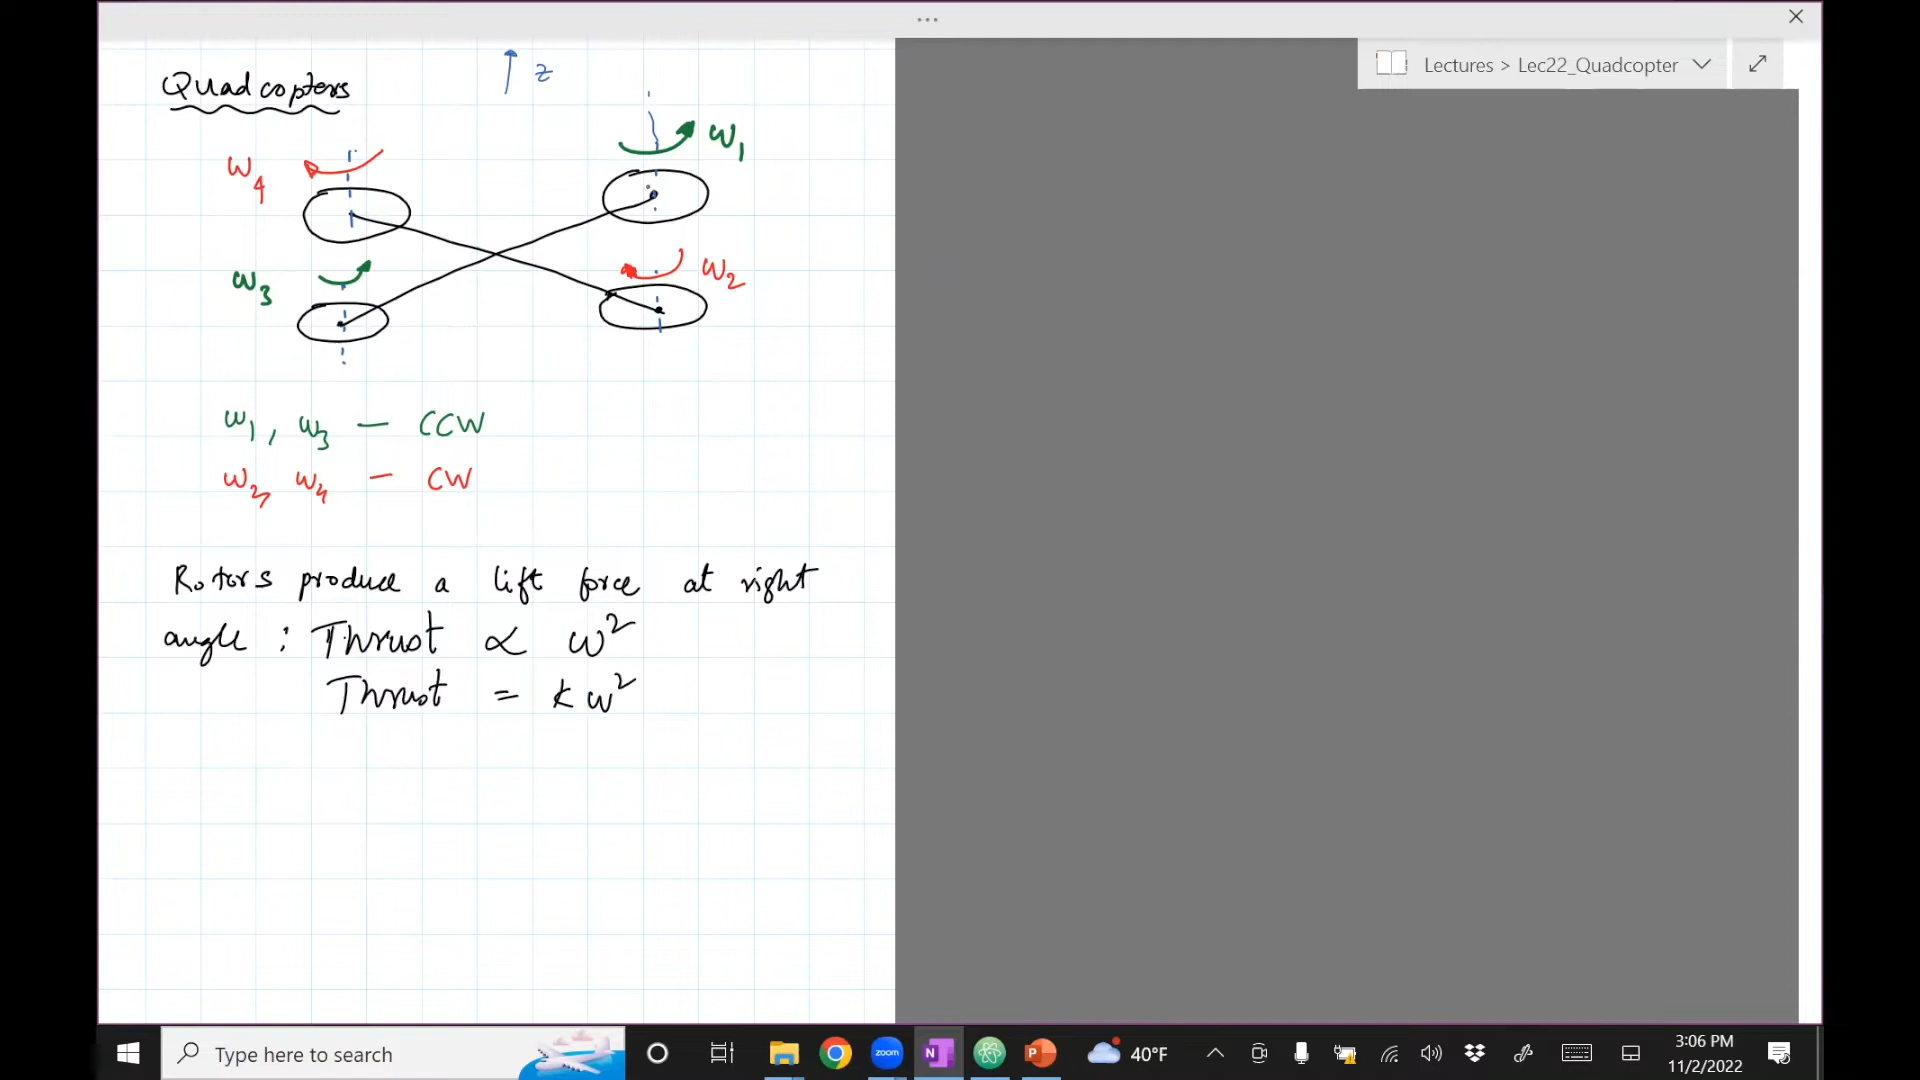 Lectures > Lec22_Quadcopter
Quadcopters
z
ω1
ω4
ω2
ω3
ω1, ω3 — CCW
ω2, ω4 — CW
Rotors produce a lift force at right
angle : Thrust ∝ ω²
Thrust = k ω²
Type here to search
zoom
N
P
40°F
3:06 PM
11/2/2022